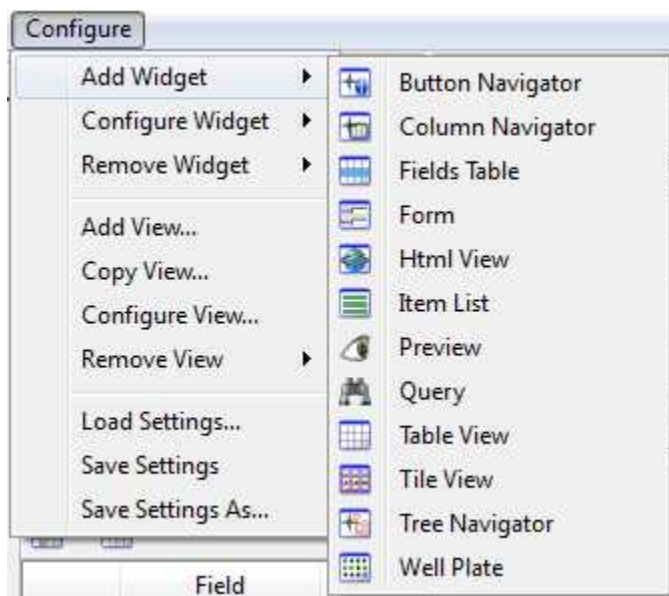 Configure
Add Widget
Configure Widget
Remove Widget
Add View...
Copy View...
Configure View...
Remove View
Load Settings...
Save Settings
Save Settings As...
Button Navigator
Column Navigator
Fields Table
Form
Html View
Item List
Preview
Query
Table View
Tile View
Tree Navigator
Well Plate
Field